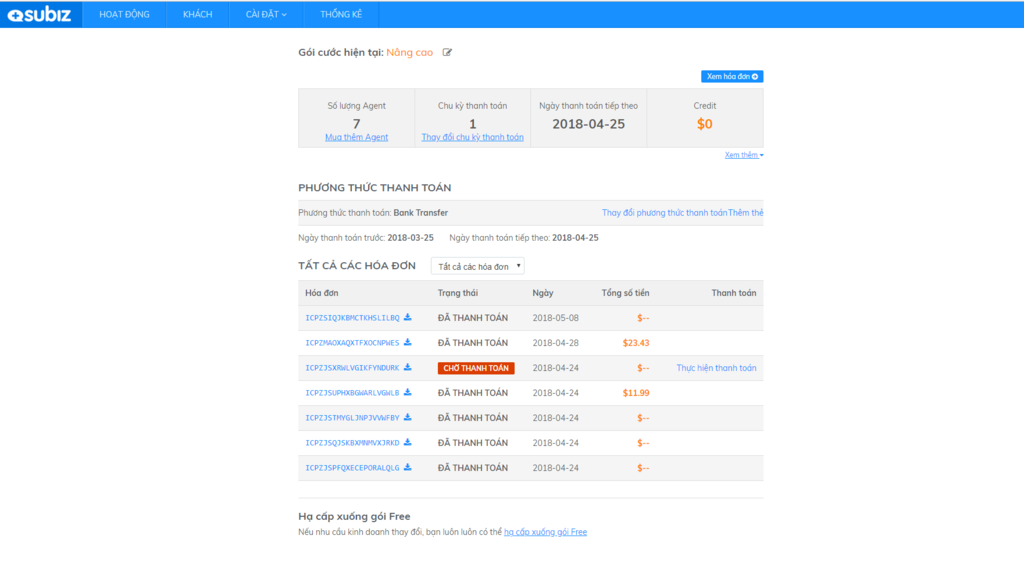 subiz HOẠT ĐỘNG KHÁCH CÀI ĐẶT THỐNG KÊ
Gói cước hiện tại: Nâng cao
Xem hóa đơn
Số lượng Agent Chu kỳ thanh toán Ngày thanh toán tiếp theo Credit
7 1 2018-04-25 $0
Mua thêm Agent Thay đổi chu kỳ thanh toán
Xem thêm
PHƯƠNG THỨC THANH TOÁN
Phương thức thanh toán: Bank Transfer Thay đổi phương thức thanh toán Thêm thẻ
Ngày thanh toán trước: 2018-03-25 Ngày thanh toán tiếp theo: 2018-04-25
TẤT CẢ CÁC HÓA ĐƠN Tất cả các hóa đơn
Hóa đơn Trạng thái Ngày Tổng số tiền Thanh toán
ICPZSIQJKBMCTKHSLILBQ ĐÃ THANH TOÁN 2018-05-08 $--
ICPZMAOXAQXTFXOCNPWES ĐÃ THANH TOÁN 2018-04-28 $23.43
ICPZJSXRWLVGIKFYNDURK CHỜ THANH TOÁN 2018-04-24 $-- Thực hiện thanh toán
ICPZJSUPHXBGWARLVGWLB ĐÃ THANH TOÁN 2018-04-24 $11.99
ICPZJSTMYGLJNPJVVWFBY ĐÃ THANH TOÁN 2018-04-24 $--
ICPZJSQJSKBXMNMVXJRKD ĐÃ THANH TOÁN 2018-04-24 $--
ICPZJSPFQXECEPORALQLG ĐÃ THANH TOÁN 2018-04-24 $--
Hạ cấp xuống gói Free
Nếu nhu cầu kinh doanh thay đổi, bạn luôn luôn có thể hạ cấp xuống gói Free